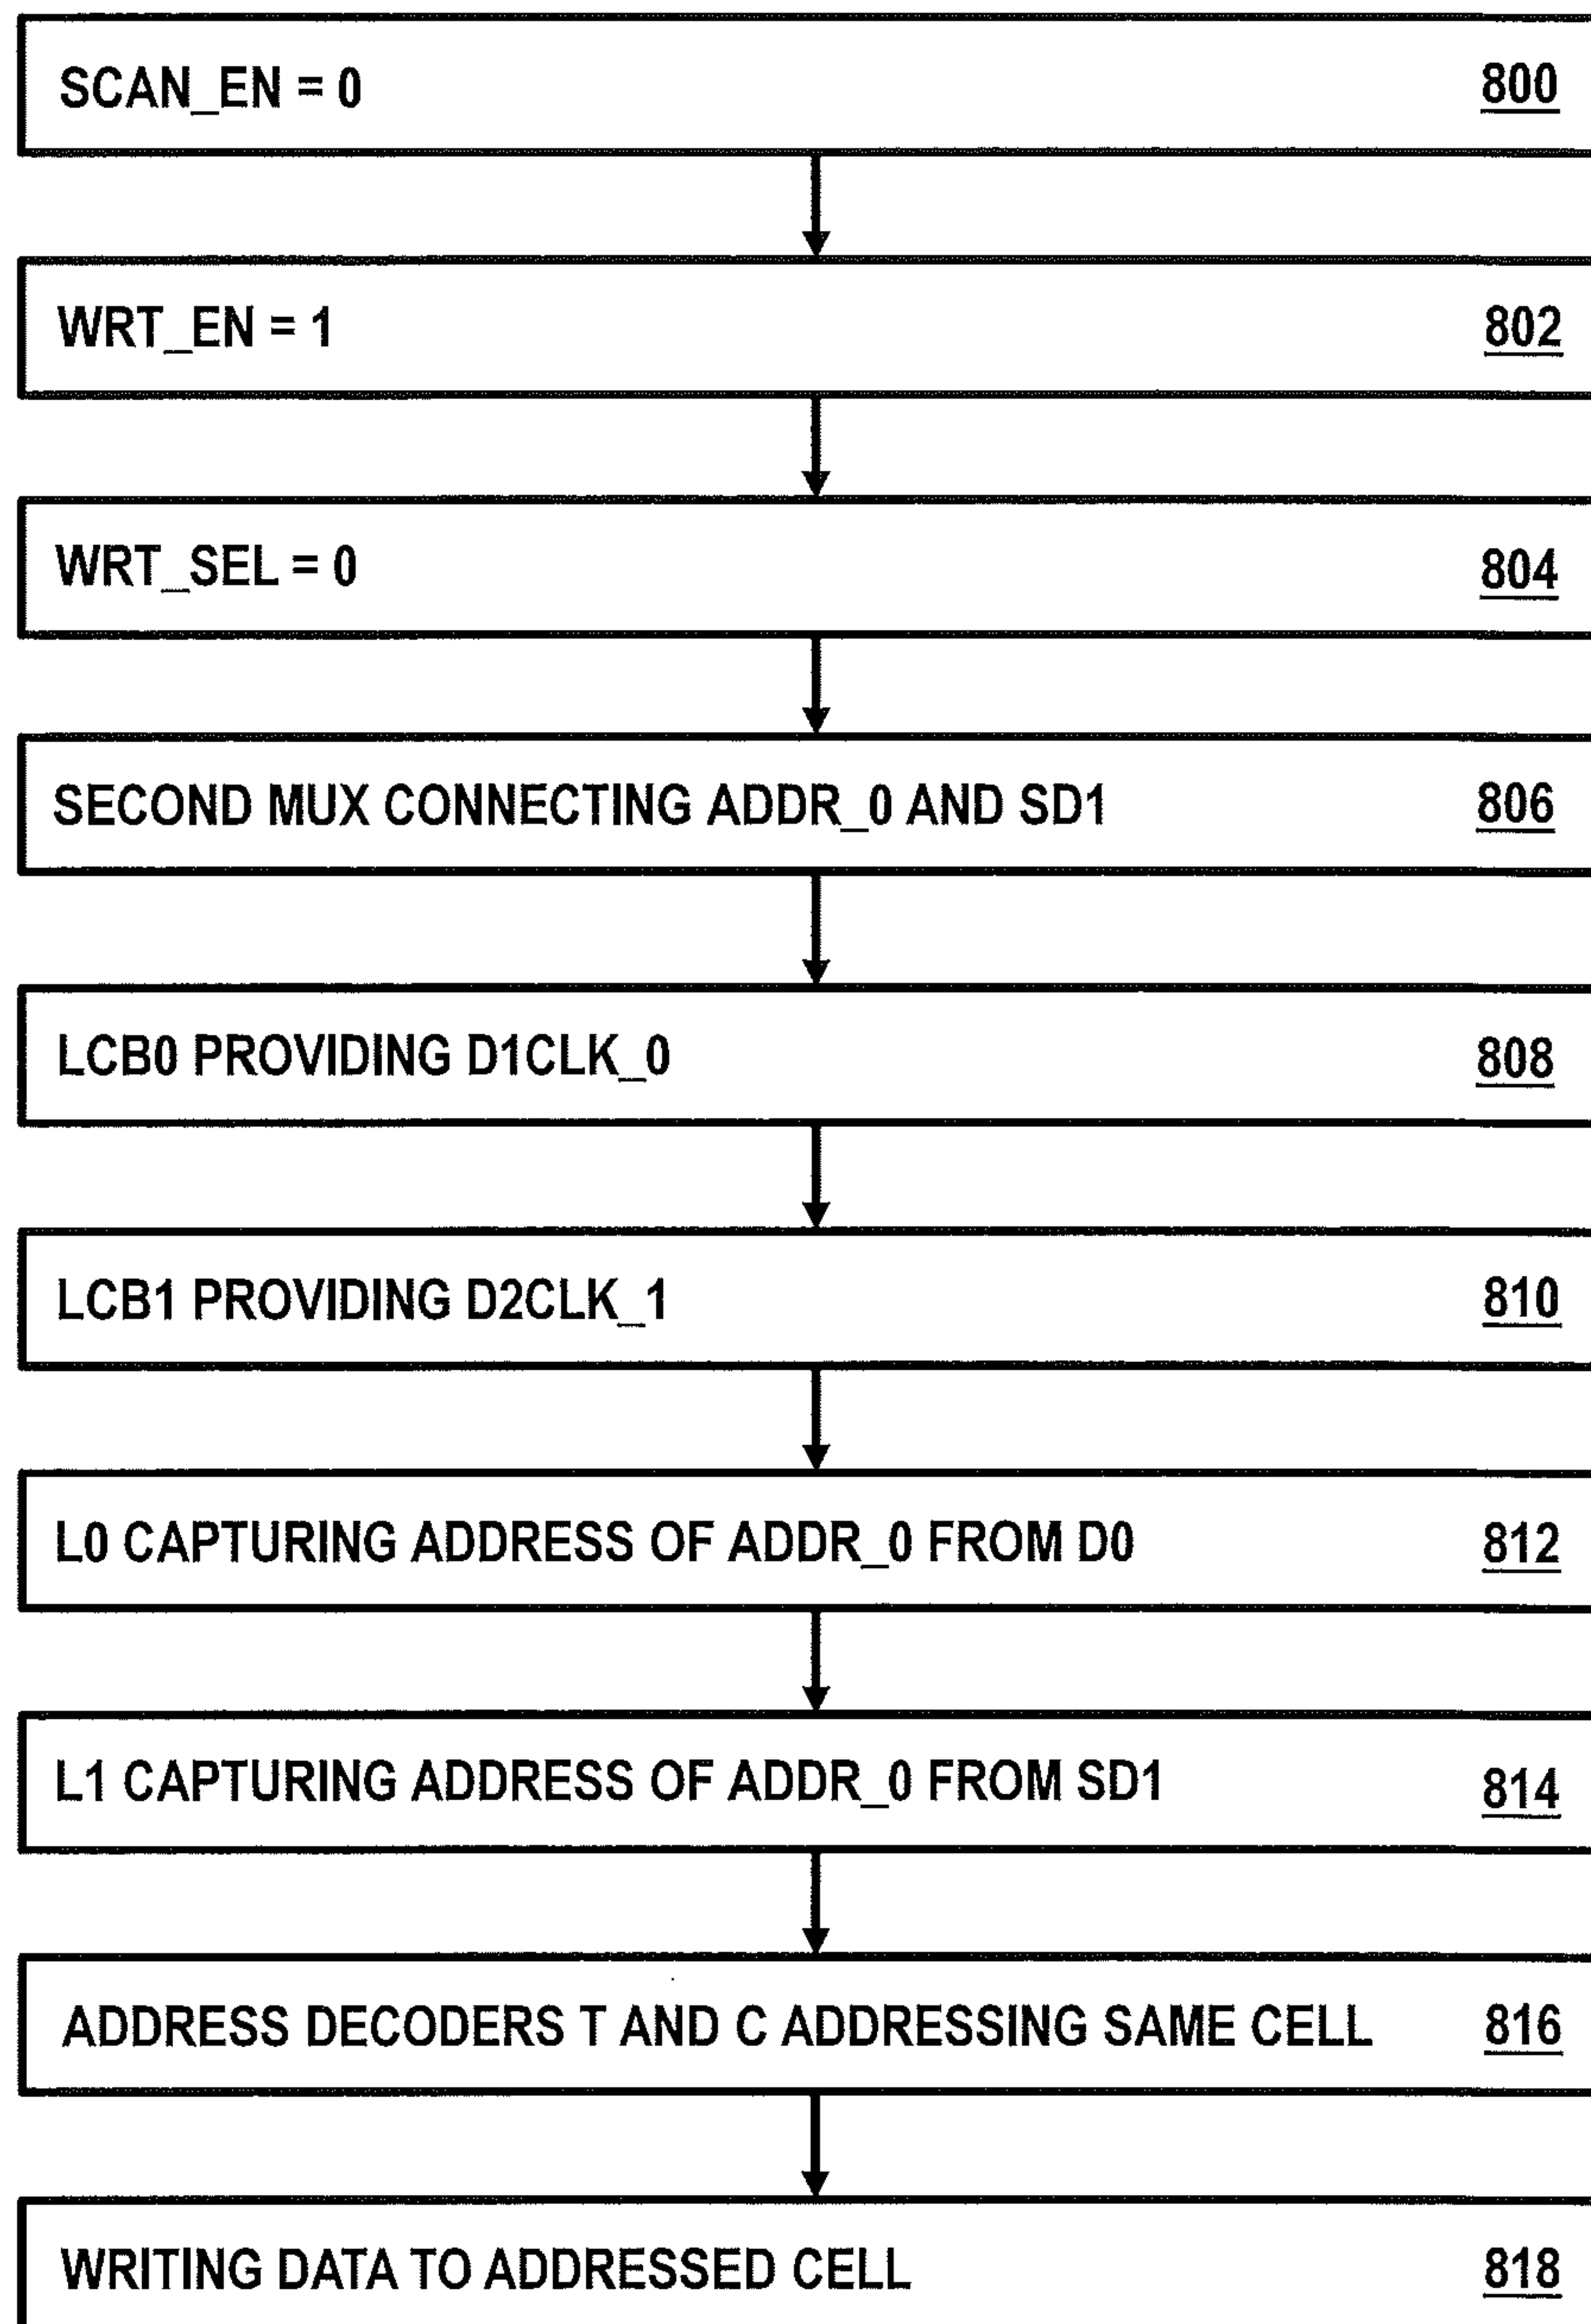 SCAN_EN = 0 800
WRT_EN = 1 802
WRT_SEL = 0 804
SECOND MUX CONNECTING ADDR_0 AND SD1 806
LCB0 PROVIDING D1CLK_0 808
LCB1 PROVIDING D2CLK_1 810
L0 CAPTURING ADDRESS OF ADDR_0 FROM D0 812
L1 CAPTURING ADDRESS OF ADDR_0 FROM SD1 814
ADDRESS DECODERS T AND C ADDRESSING SAME CELL 816
WRITING DATA TO ADDRESSED CELL 818